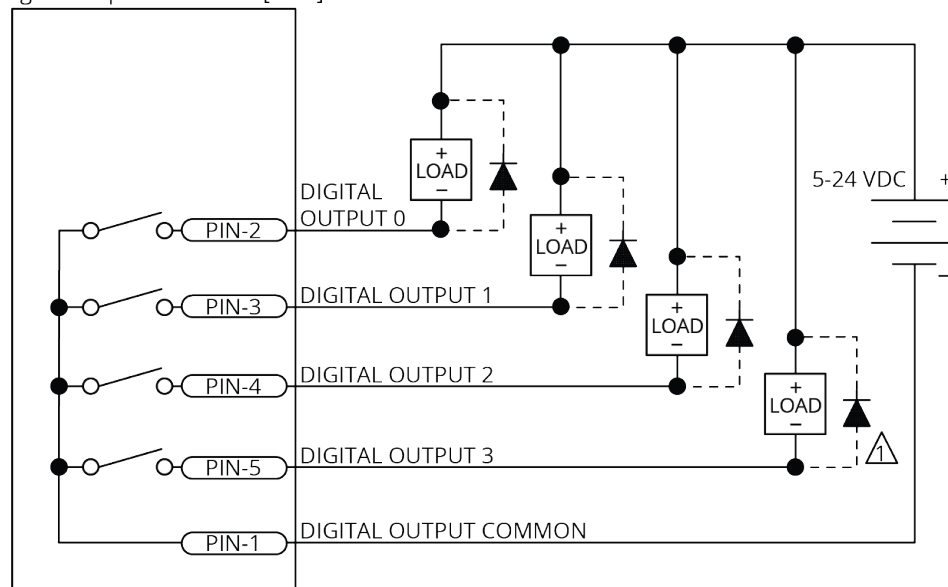 DIGITAL
OUTPUT 0
PIN-2
+
LOAD
−
5-24 VDC
+
−
DIGITAL OUTPUT 1
PIN-3
+
LOAD
−
DIGITAL OUTPUT 2
PIN-4
+
LOAD
−
DIGITAL OUTPUT 3
PIN-5
+
LOAD
−
1
DIGITAL OUTPUT COMMON
PIN-1